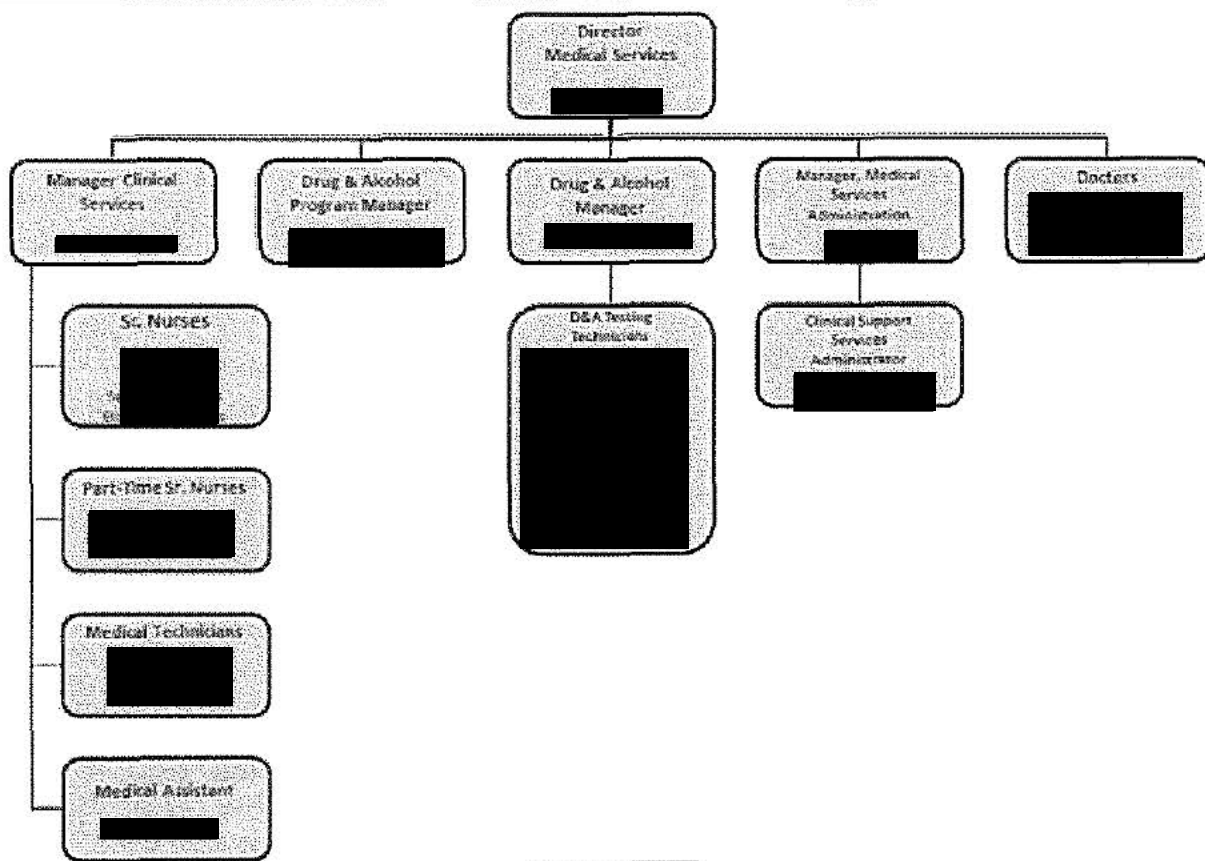 Director
Medical Services
Manager Clinical
Services
Drug & Alcohol
Program Manager
Drug & Alcohol
Manager
Manager, Medical
Services
Administration
Doctors
Sr. Nurses
D&A Testing
Technicians
Clinical Support
Services
Administrator
Part-Time Sr. Nurses
Medical Technicians
Medical Assistant